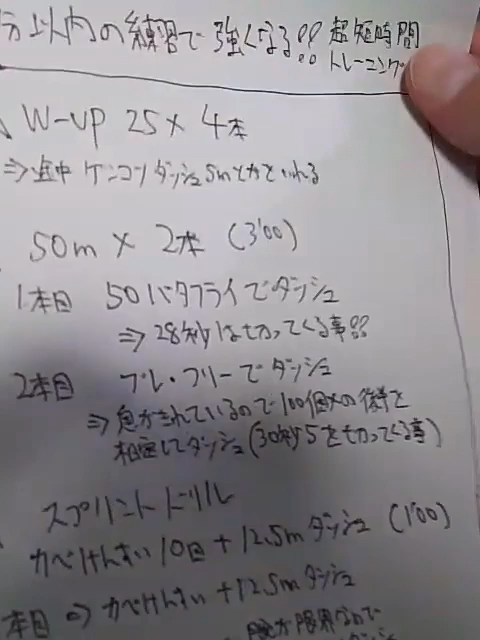 分以内の練習で強くなる!! 超短時間
トレーニング
W-up 25×4本
⇒途中 ケンコンダッシュ5mとかといれる
50m×2本 (3'00)
1本目 50バタフライでダッシュ
⇒28秒は切ってくる事!!
2本目 ブレ・フリーでダッシュ
⇒息がきれているので100個メの後半を
想定してダッシュ(30秒5を切ってくる事)
スプリントドリル
カベけんすい10回+12.5mダッシュ (1'00)
本目⇒カベけんすい+12.5mダッシュ
腕が限界なので